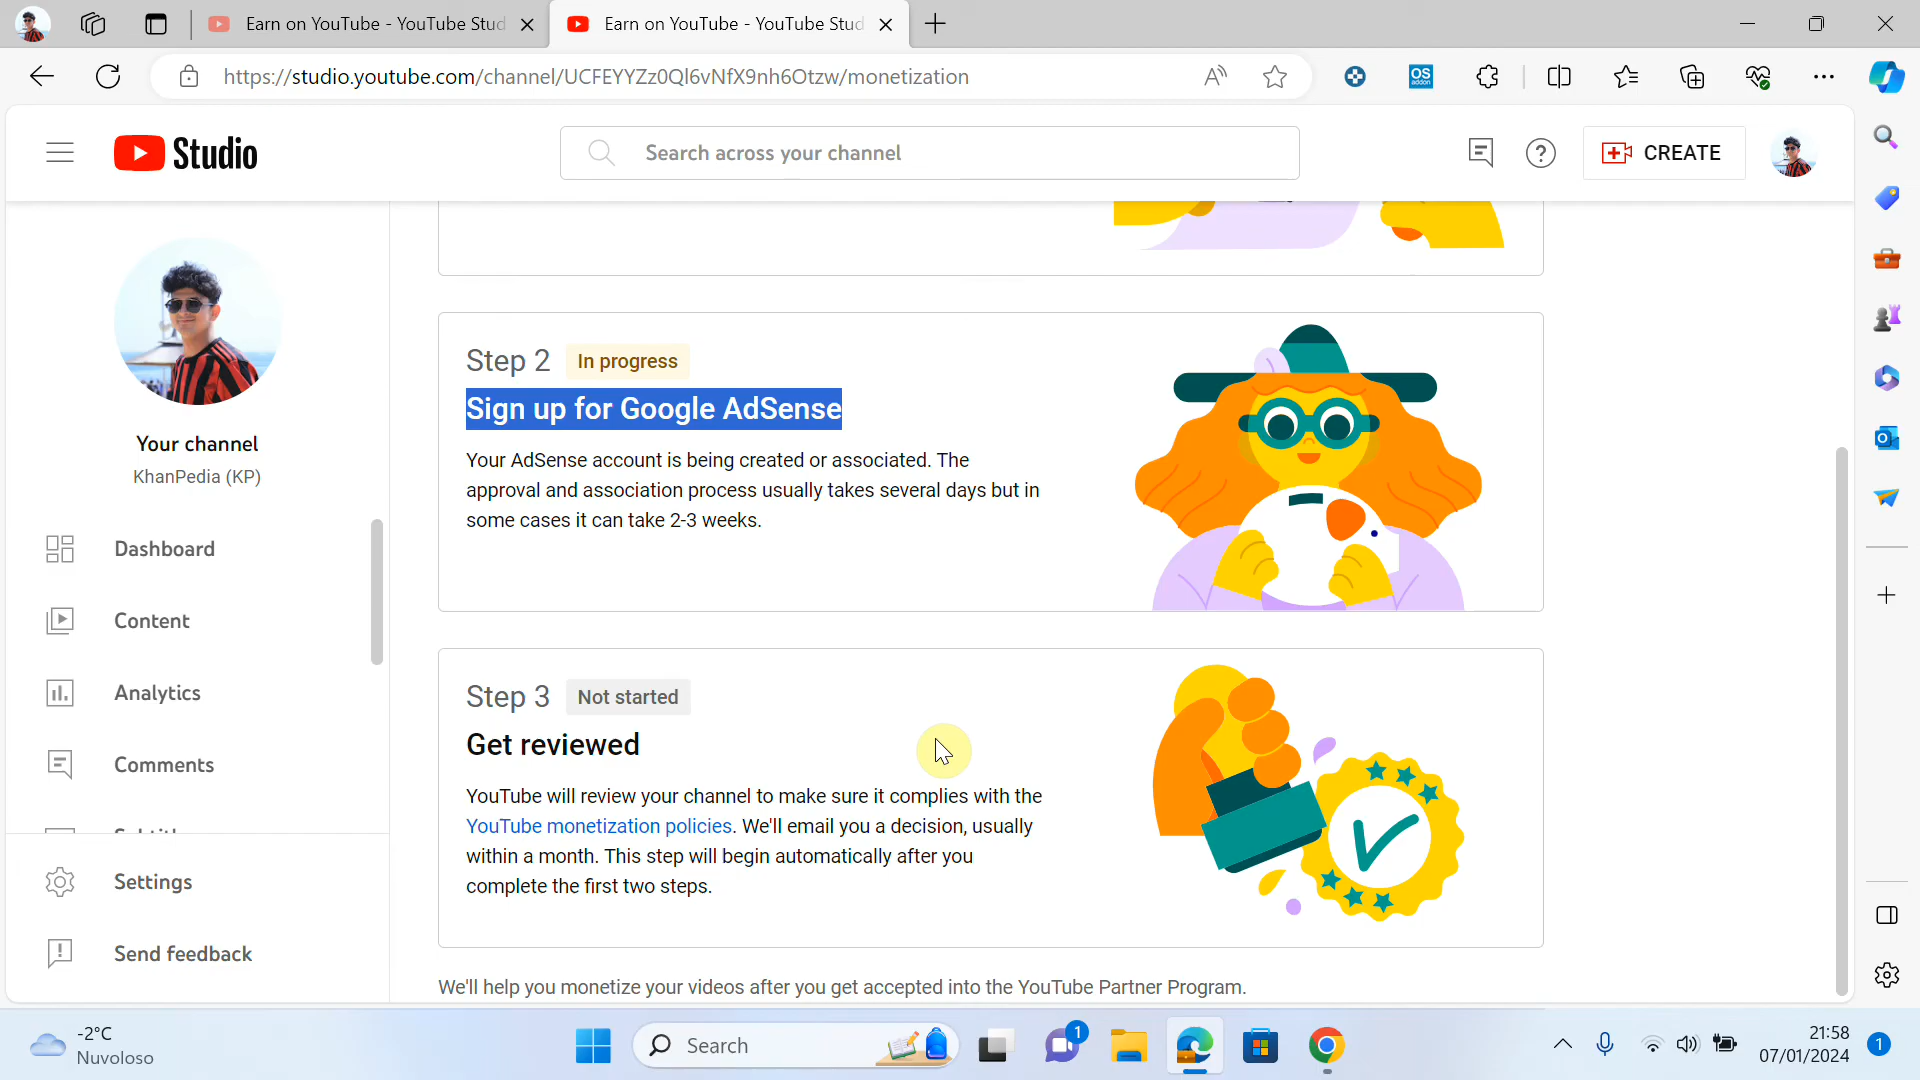 Earn on YouTube - YouTube Stud
Earn on YouTube - YouTube Stud
https://studio.youtube.com/channel/UCFEYYZz0Ql6vNfX9nh6Otzw/monetization
OS
addon
Studio
Search across your channel
CREATE
Your channel
KhanPedia (KP)
Dashboard
Content
Analytics
Comments
Settings
Send feedback
Step 2 In progress
Sign up for Google AdSense
Your AdSense account is being created or associated. The
approval and association process usually takes several days but in
some cases it can take 2-3 weeks.
Step 3 Not started
Get reviewed
YouTube will review your channel to make sure it complies with the
YouTube monetization policies. We'll email you a decision, usually
within a month. This step will begin automatically after you
complete the first two steps.
We'll help you monetize your videos after you get accepted into the YouTube Partner Program.
-2°C
Nuvoloso
Search
1
21:58
07/01/2024
1